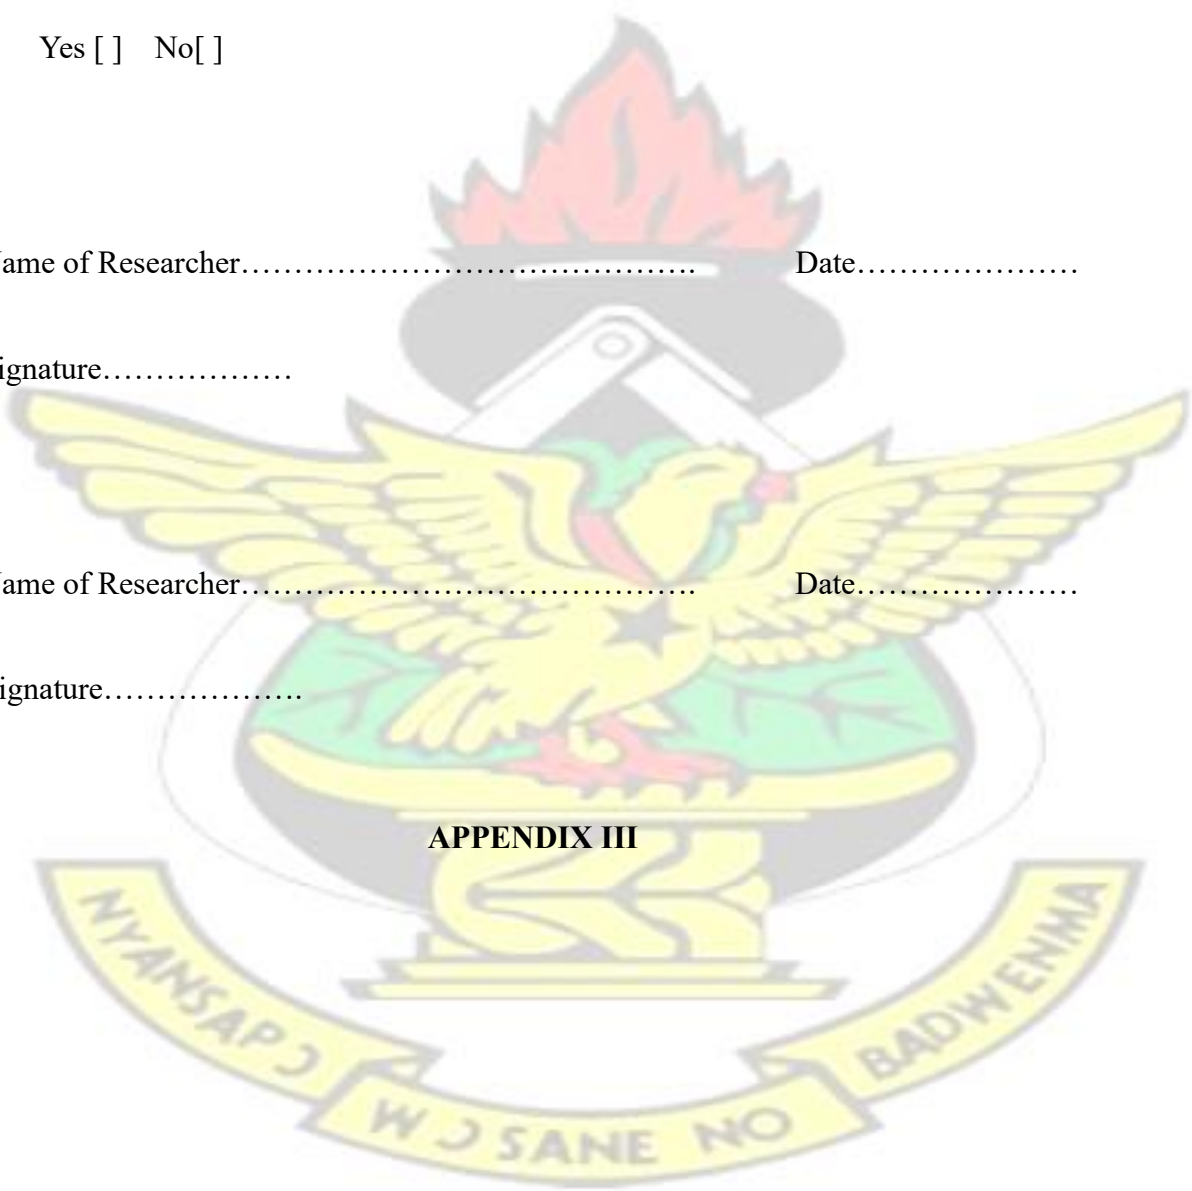 Yes [ ] No[ ]
ame of Researcher……………………………………. Date…………………
ignature………………
ame of Researcher……………………………………. Date…………………
ignature……………….
APPENDIX III
NYANSAPƆ WƆ SANE NO BADWENMA